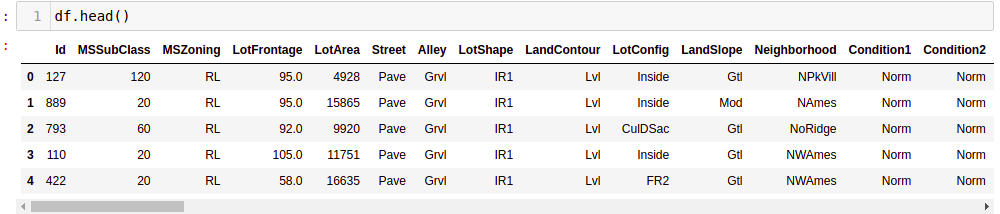 : 1 df.head()
:
Id MSSubClass MSZoning LotFrontage LotArea Street Alley LotShape LandContour LotConfig LandSlope Neighborhood Condition1 Condition2
0 127 120 RL 95.0 4928 Pave Grvl IR1 Lvl Inside Gtl NPkVill Norm Norm
1 889 20 RL 95.0 15865 Pave Grvl IR1 Lvl Inside Mod NAmes Norm Norm
2 793 60 RL 92.0 9920 Pave Grvl IR1 Lvl CulDSac Gtl NoRidge Norm Norm
3 110 20 RL 105.0 11751 Pave Grvl IR1 Lvl Inside Gtl NWAmes Norm Norm
4 422 20 RL 58.0 16635 Pave Grvl IR1 Lvl FR2 Gtl NWAmes Norm Norm